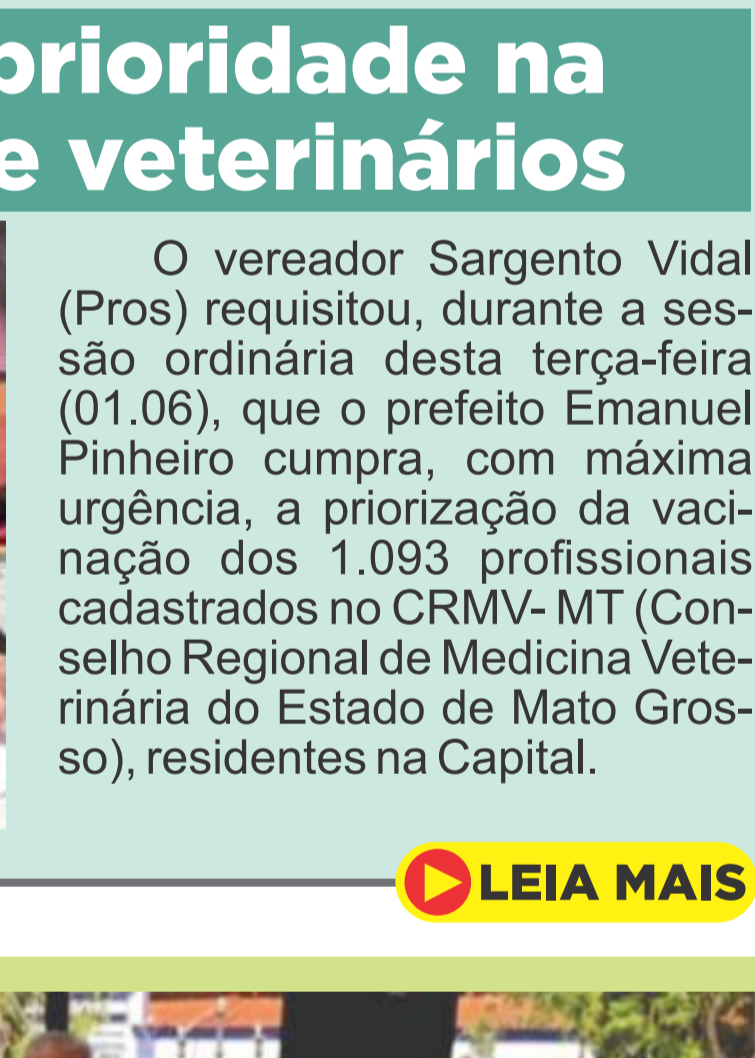 prioridade na
e veterinários
O vereador Sargento Vidal
(Pros) requisitou, durante a ses-
são ordinária desta terça-feira
(01.06), que o prefeito Emanuel
Pinheiro cumpra, com máxima
urgência, a priorização da vaci-
nação dos 1.093 profissionais
cadastrados no CRMV- MT (Con-
selho Regional de Medicina Vete-
rinária do Estado de Mato Gros-
so), residentes na Capital.
LEIA MAIS